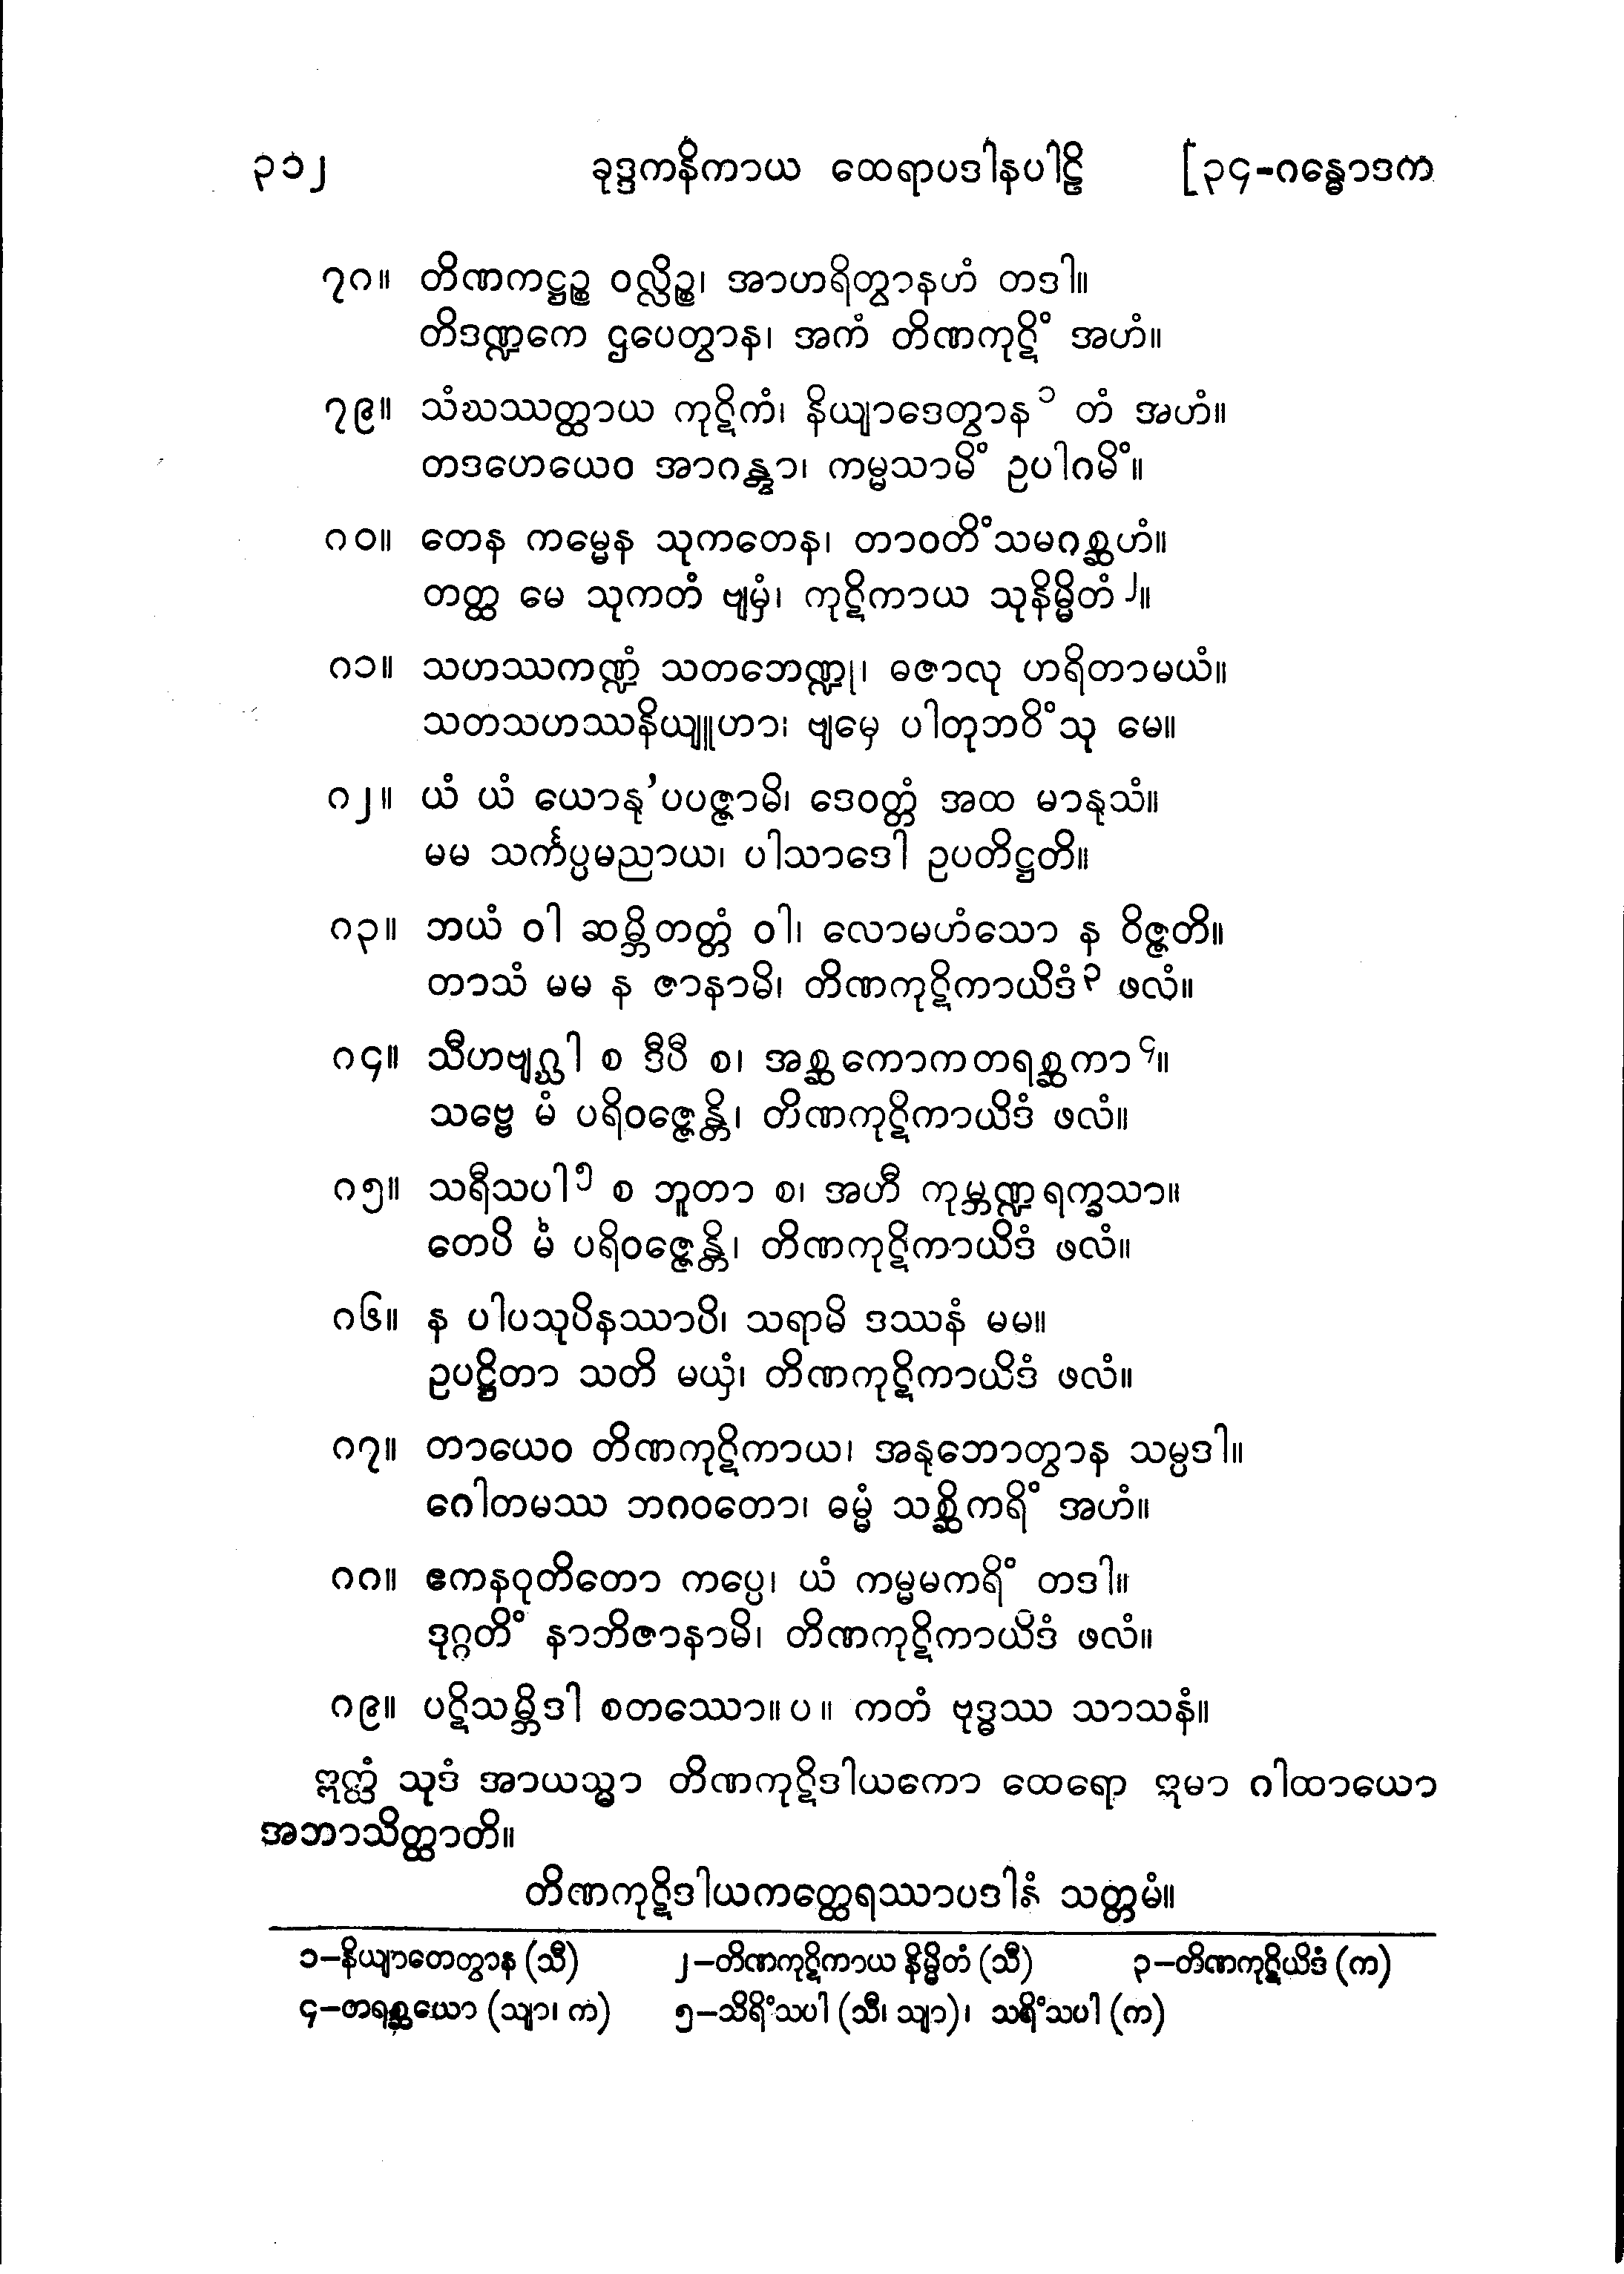 ၃၁၂ ခုဒ္ဒကနိကာယ ထေရာပဒါနပါဠိ [၃၄-ဂန္ဓောဒက
၇၈။ တိဏကဋ္ဌဉ္စ ဝလ္လိဉ္စ၊ အာဟရိတွာနဟံ တဒါ။
တိဒဏ္ဍကေ ဌပေတွာန၊ အကံ တိဏကုဋိံ အဟံ။
၇၉။ သံဃဿတ္ထာယ ကုဋိကံ၊ နိယျာဒေတွာန ၁ တံ အဟံ။
တဒဟေယေဝ အာဂန္တွာ၊ ကမ္မသာမိံ ဥပါဂမိံ။
၈၀။ တေန ကမ္မေန သုကတေန၊ တာဝတိံသမဂစ္ဆဟံ။
တတ္ထ မေ သုကတံ ဗျမှံ၊ ကုဋိကာယ သုနိမ္မိတံ ၂။
၈၁။ သဟဿကဏ္ဍံ သတဘေဏ္ဍု၊ ဓဇာလု ဟရိတာမယံ။
သတသဟဿနိယျူဟာ၊ ဗျမှေ ပါတုဘဝိံသု မေ။
၈၂။ ယံ ယံ ယောနု’ပပဇ္ဇာမိ၊ ဒေဝတ္တံ အထ မာနုသံ။
မမ သင်္ကပ္ပမညာယ၊ ပါသာဒေါ ဥပတိဋ္ဌတိ။
၈၃။ ဘယံ ဝါ ဆမ္ဘိတတ္တံ ဝါ၊ လောမဟံသော န ဝိဇ္ဇတိ။
တာသံ မမ န ဇာနာမိ၊ တိဏကုဋိကာယိဒံ ၃ ဖလံ။
၈၄။ သီဟဗျဂ္ဃါ စ ဒီပီ စ၊ အစ္ဆကောကတရစ္ဆကာ ၄။
သဗ္ဗေ မံ ပရိဝဇ္ဇေန္တိ၊ တိဏကုဋိကာယိဒံ ဖလံ။
၈၅။ သရီသပါ ၅ စ ဘူတာ စ၊ အဟီ ကုမ္ဘဏ္ဍရက္ခသာ။
တေပိ မံ ပရိဝဇ္ဇေန္တိ၊ တိဏကုဋိကာယိဒံ ဖလံ။
၈၆။ န ပါပသုပိနဿာပိ၊ သရာမိ ဒဿနံ မမ။
ဥပဋ္ဌိတာ သတိ မယှံ၊ တိဏကုဋိကာယိဒံ ဖလံ။
၈၇။ တာယေဝ တိဏကုဋိကာယ၊ အနုဘောတွာန သမ္ပဒါ။
ဂေါတမဿ ဘဂဝတော၊ ဓမ္မံ သစ္ဆိကရိံ အဟံ။
၈၈။ ဧကနဝုတိတော ကပ္ပေ၊ ယံ ကမ္မမကရိံ တဒါ။
ဒုဂ္ဂတိံ နာဘိဇာနာမိ၊ တိဏကုဋိကာယိဒံ ဖလံ။
၈၉။ ပဋိသမ္ဘိဒါ စတဿော။ပ။ ကတံ ဗုဒ္ဓဿ သာသနံ။
ဣတ္ထံ သုဒံ အာယသ္မာ တိဏကုဋိဒါယကော ထေရော ဣမာ ဂါထာယော
အဘာသိတ္ထာတိ။
တိဏကုဋိဒါယကတ္ထေရဿာပဒါနံ သတ္တမံ။
၁–နိယျာတေတွာန (သီ) ၂–တိဏကုဋိကာယ နိမ္မိတံ (သီ) ၃–တိဏကုဋိယိဒံ (က)
၄–တရစ္ဆယော (သျာ၊ က) ၅–သိရိံသပါ (သီ၊ သျာ)၊ သရိံသပါ (က)